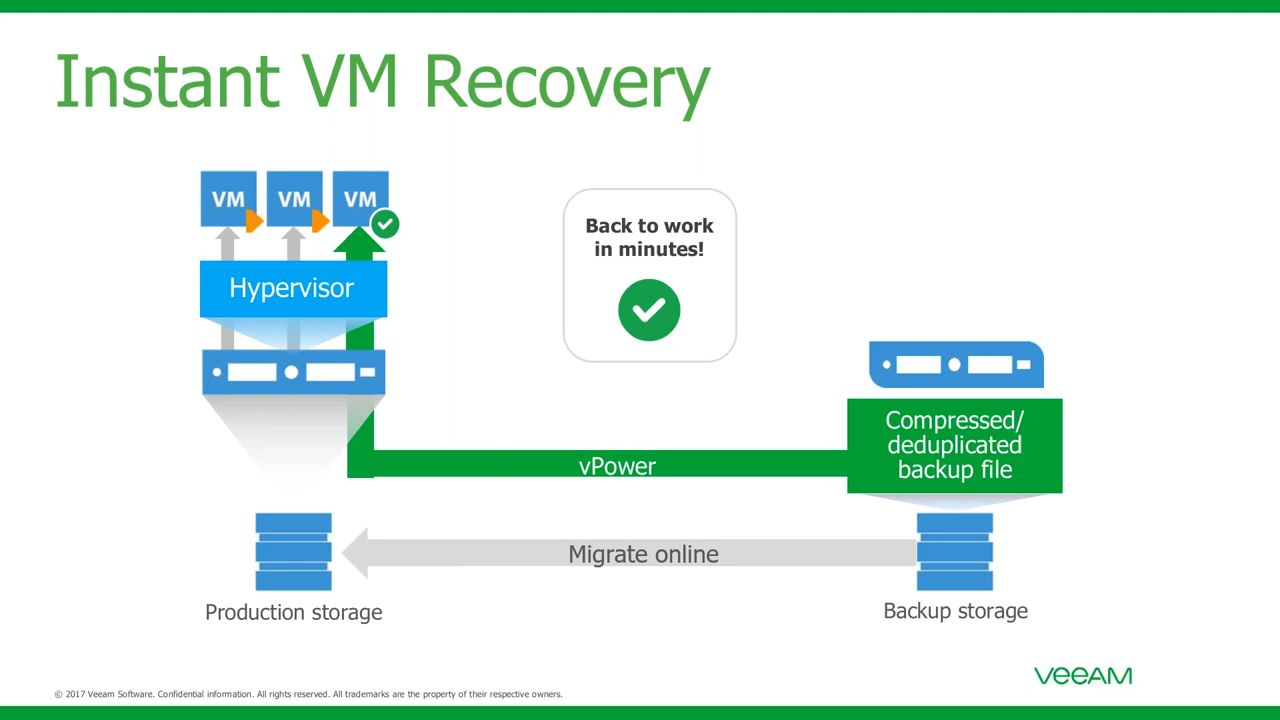 Instant VM Recovery
VM VM VM
Back to work
in minutes!
Hypervisor
Compressed/
deduplicated
backup file
vPower
Migrate online
Production storage
Backup storage
veeAM
© 2017 Veeam Software. Confidential information. All rights reserved. All trademarks are the property of their respective owners.